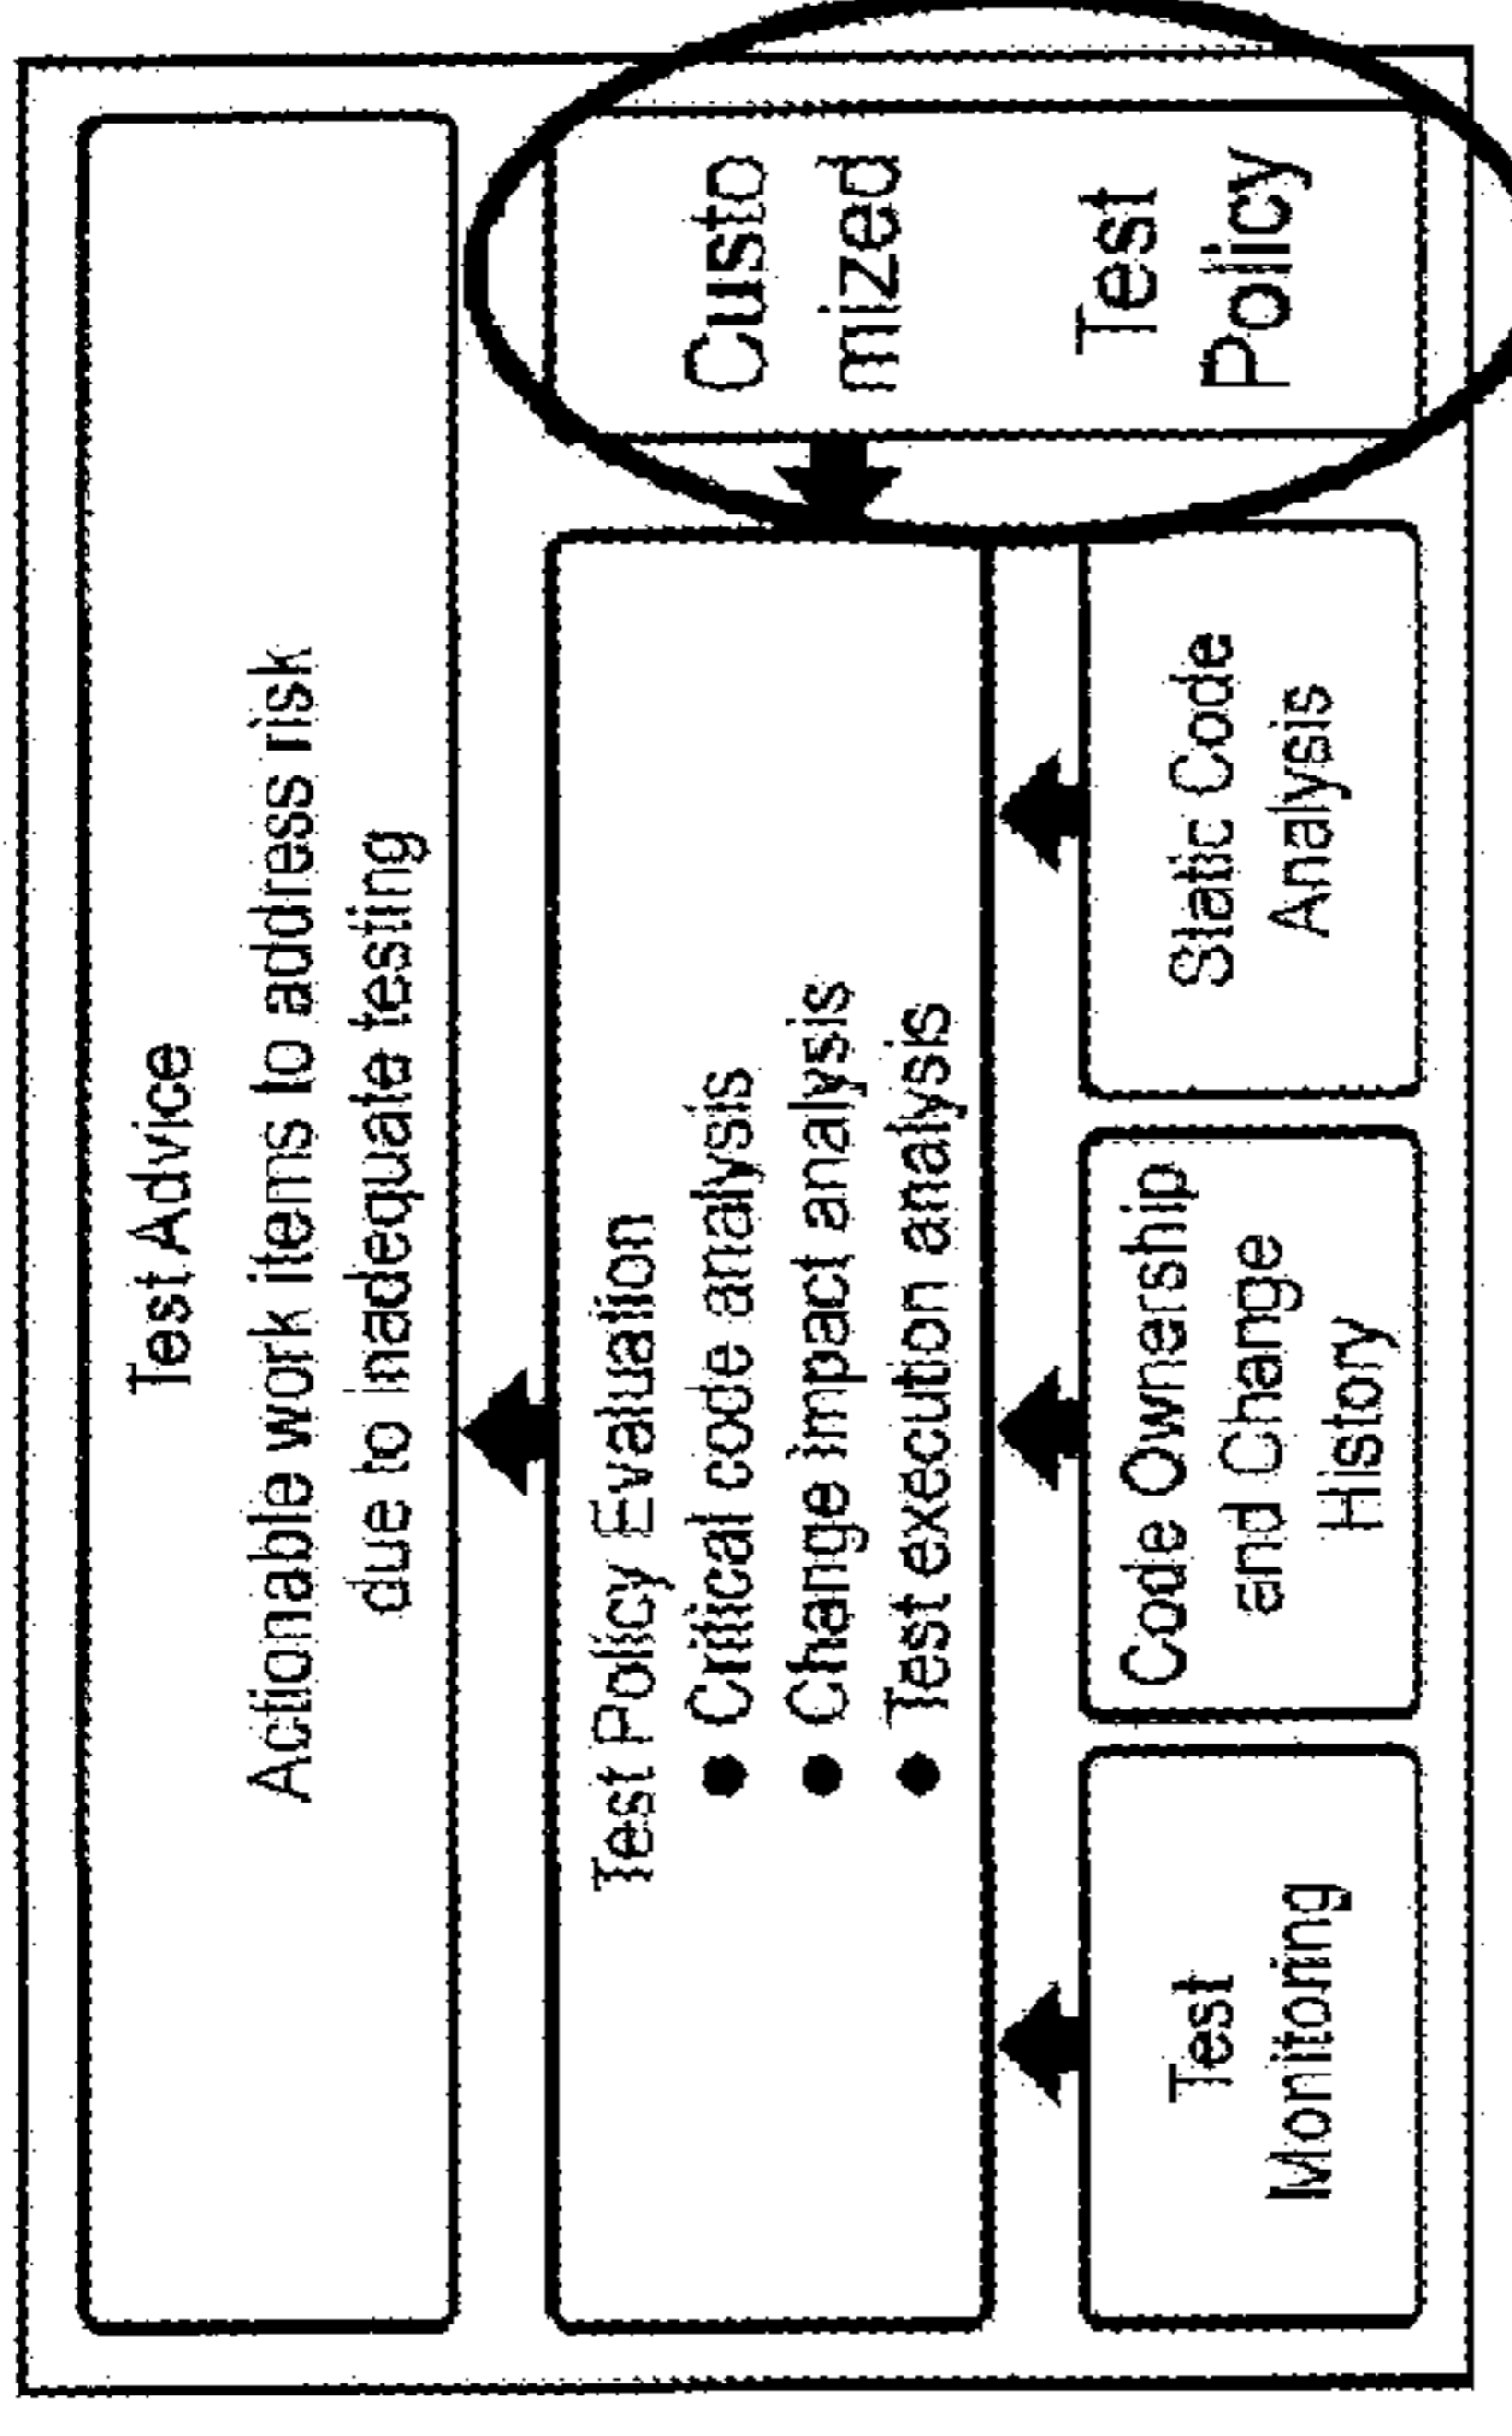 Test Advice
Actionable work items to address risk
due to inadequate testing
Test Policy Evaluation
● Critical code analysis
● Change impact analysis
● Test execution analysis
Custo
mized
Test
Policy
Test
Monitoring
Code Ownership
and Change
History
Static Code
Analysis